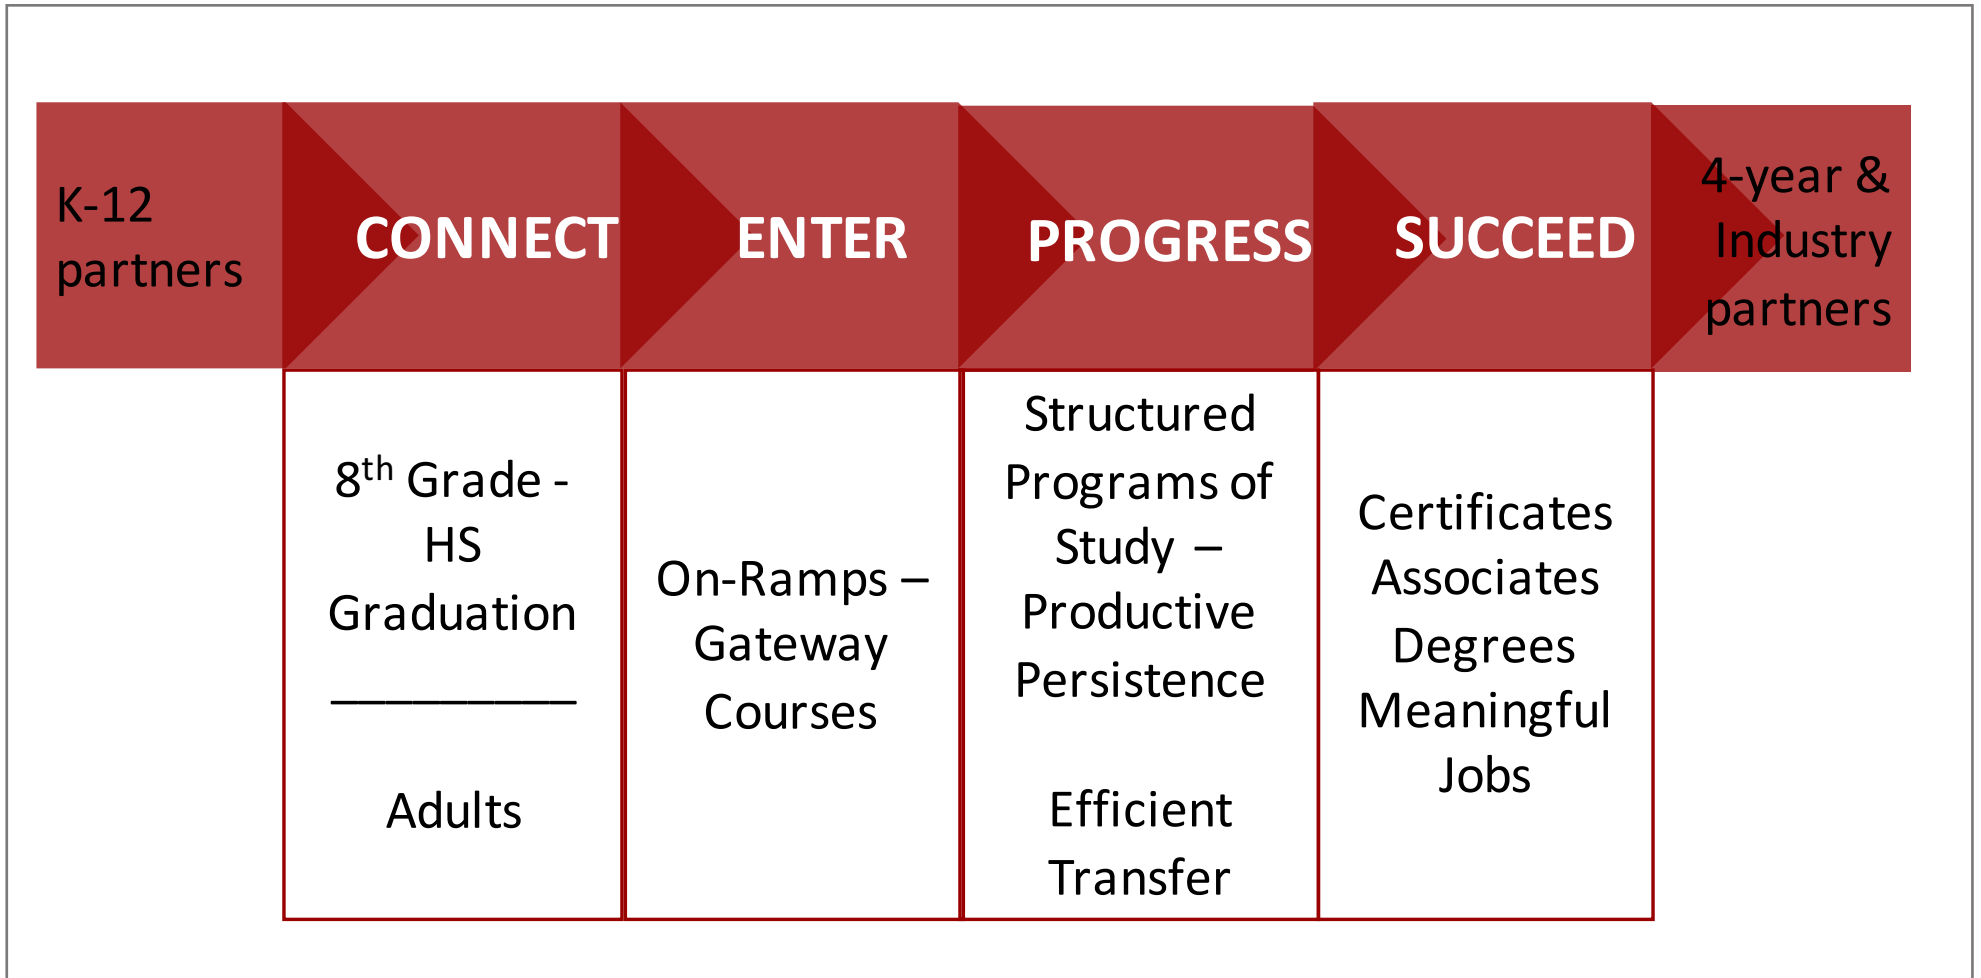 K-12
partners
CONNECT
ENTER
PROGRESS
SUCCEED
4-year &
Industry
partners
8th Grade -
HS
Graduation
_________
Adults
On-Ramps –
Gateway
Courses
Structured
Programs of
Study –
Productive
Persistence
Efficient
Transfer
Certificates
Associates
Degrees
Meaningful
Jobs